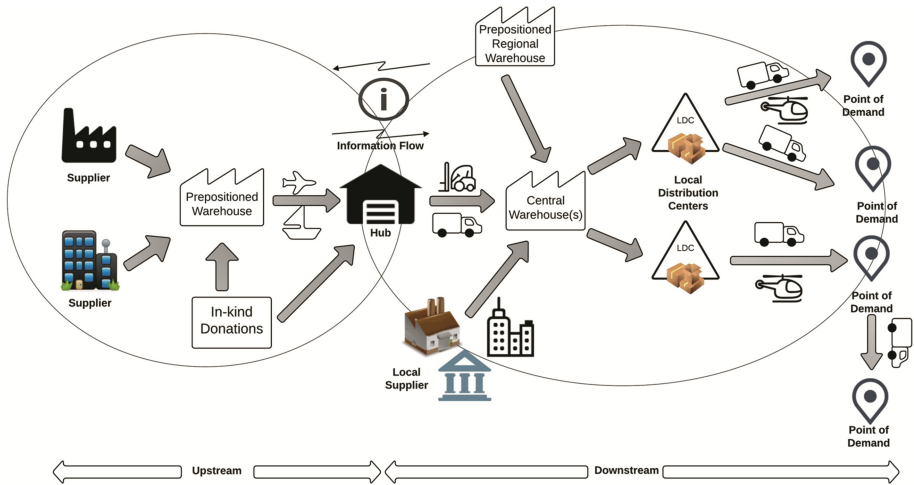 Prepositioned
Regional
Warehouse
i
Information Flow
Supplier
Prepositioned
Warehouse
Hub
Central
Warehouse(s)
LDC
Local
Distribution
Centers
LDC
Point of
Demand
Point of
Demand
Point of
Demand
Point of
Demand
Supplier
In-kind
Donations
Local
Supplier
Upstream
Downstream